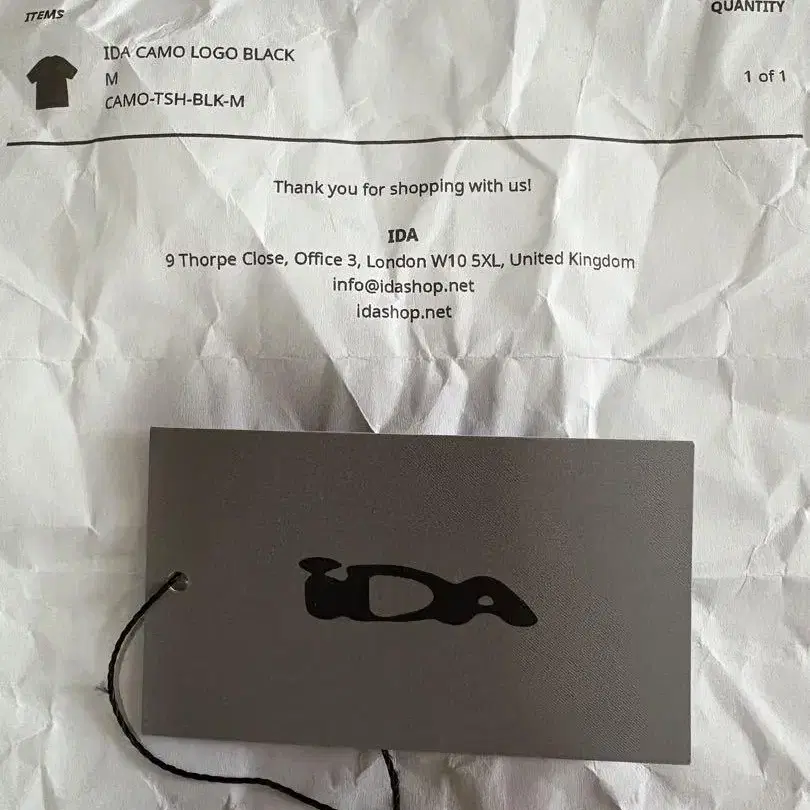 ITEMS
QUANTITY
IDA CAMO LOGO BLACK
M
1 of 1
CAMO-TSH-BLK-M
Thank you for shopping with us!
IDA
9 Thorpe Close, Office 3, London W10 5XL, United Kingdom
info@idashop.net
idashop.net
IDA